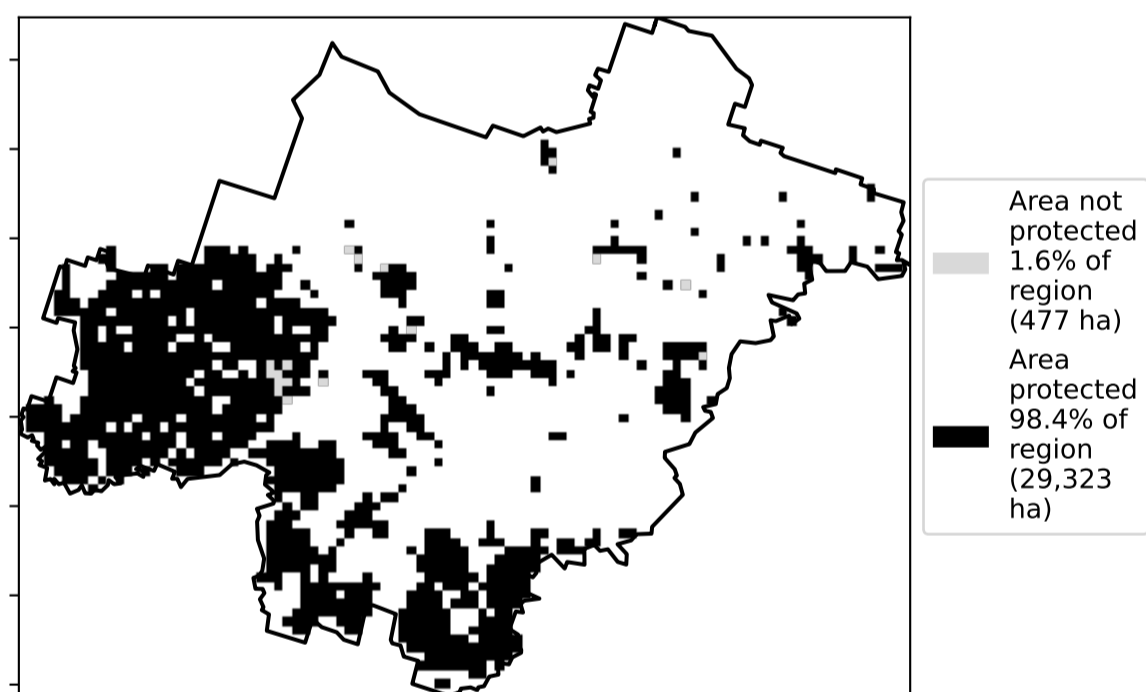 Area not
protected
1.6% of
region
(477 ha)
Area
protected
98.4% of
region
(29,323
ha)